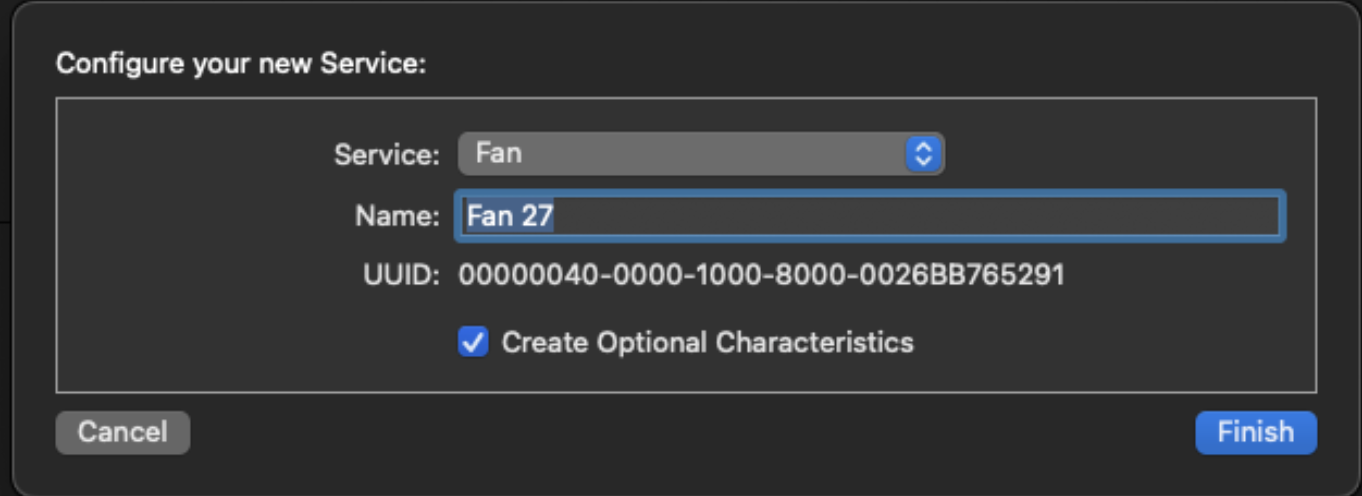 Configure your new Service:
Service: Fan
Name: Fan 27
UUID: 00000040-0000-1000-8000-0026BB765291
Create Optional Characteristics
Cancel Finish